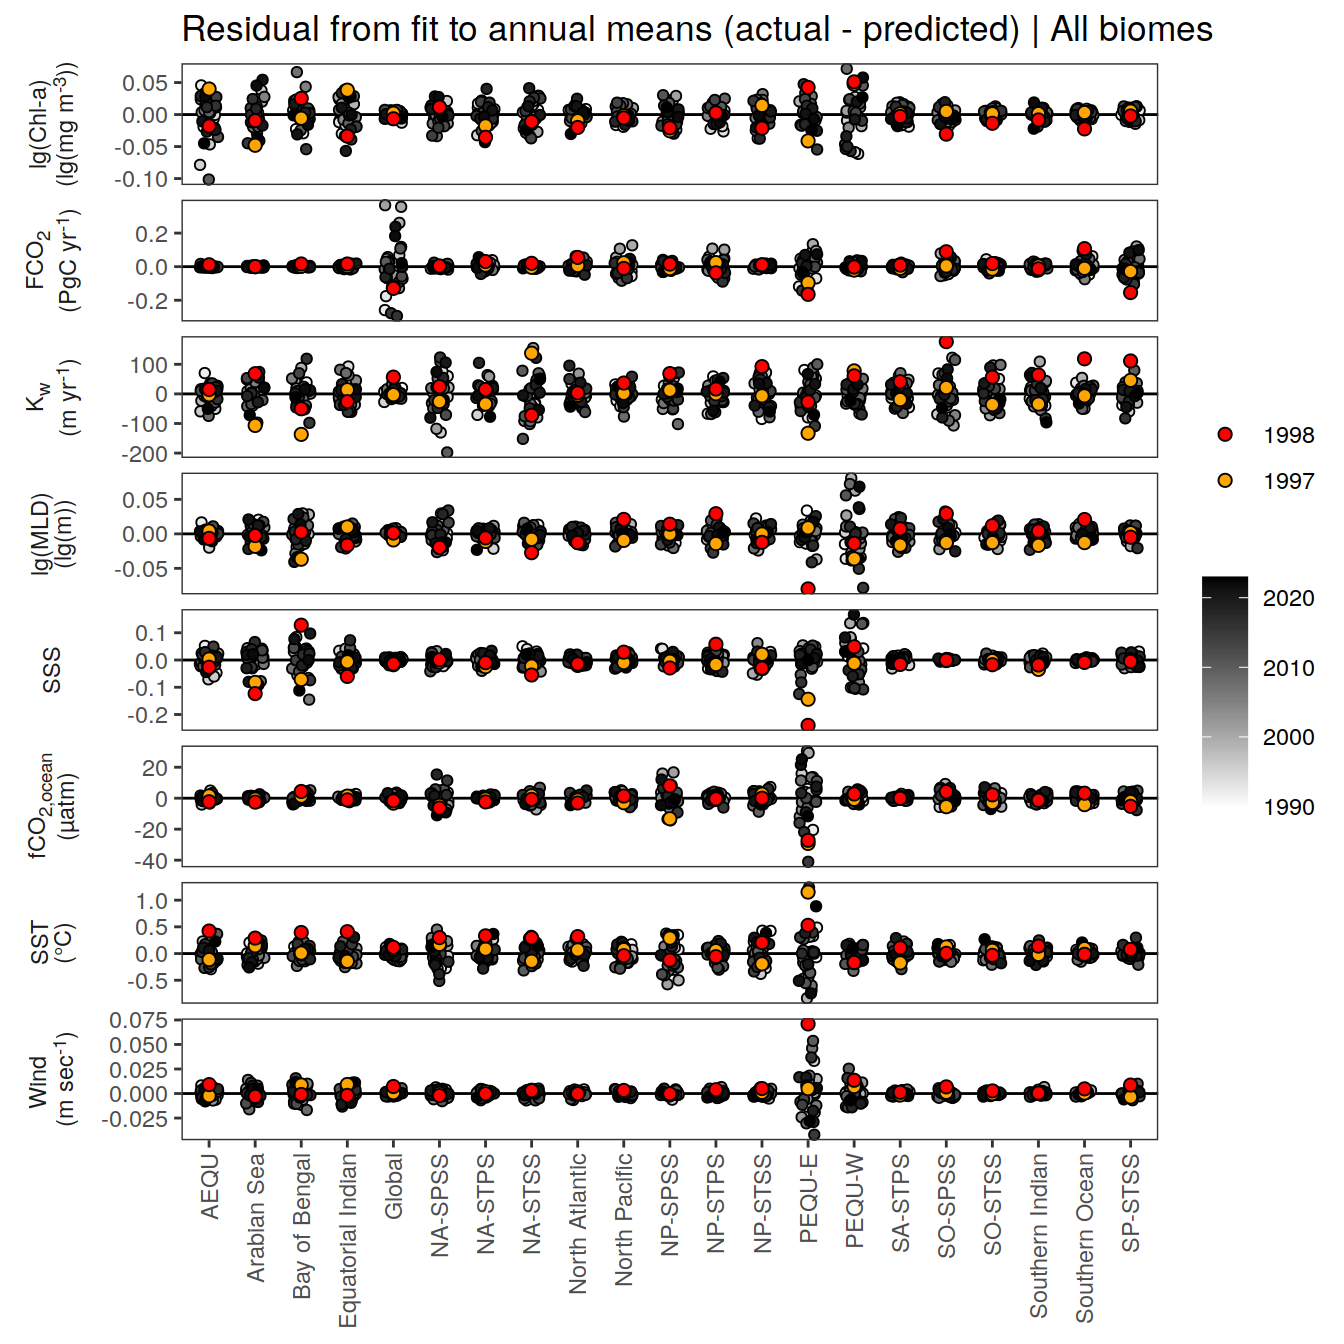 Residual from fit to annual means (actual - predicted) | All biomes
lg(Chl-a)
(lg(mg m⁻³))
0.05
0.00
-0.05
-0.10
FCO₂
(PgC yr⁻¹)
0.2
0.0
-0.2
K_w
(m yr⁻¹)
100
0
-100
-200
lg(MLD)
(lg(m))
0.05
0.00
-0.05
SSS
0.1
0.0
-0.1
-0.2
fCO₂,ocean
(µatm)
20
0
-20
-40
SST
(°C)
1.0
0.5
0.0
-0.5
Wind
(m sec⁻¹)
0.075
0.050
0.025
0.000
-0.025
AEQU
Arabian Sea
Bay of Bengal
Equatorial Indian
Global
NA-SPSS
NA-STPS
NA-STSS
North Atlantic
North Pacific
NP-SPSS
NP-STPS
NP-STSS
PEQU-E
PEQU-W
SA-STPS
SO-SPSS
SO-STSS
Southern Indian
Southern Ocean
SP-STSS
1998
1997
2020
2010
2000
1990